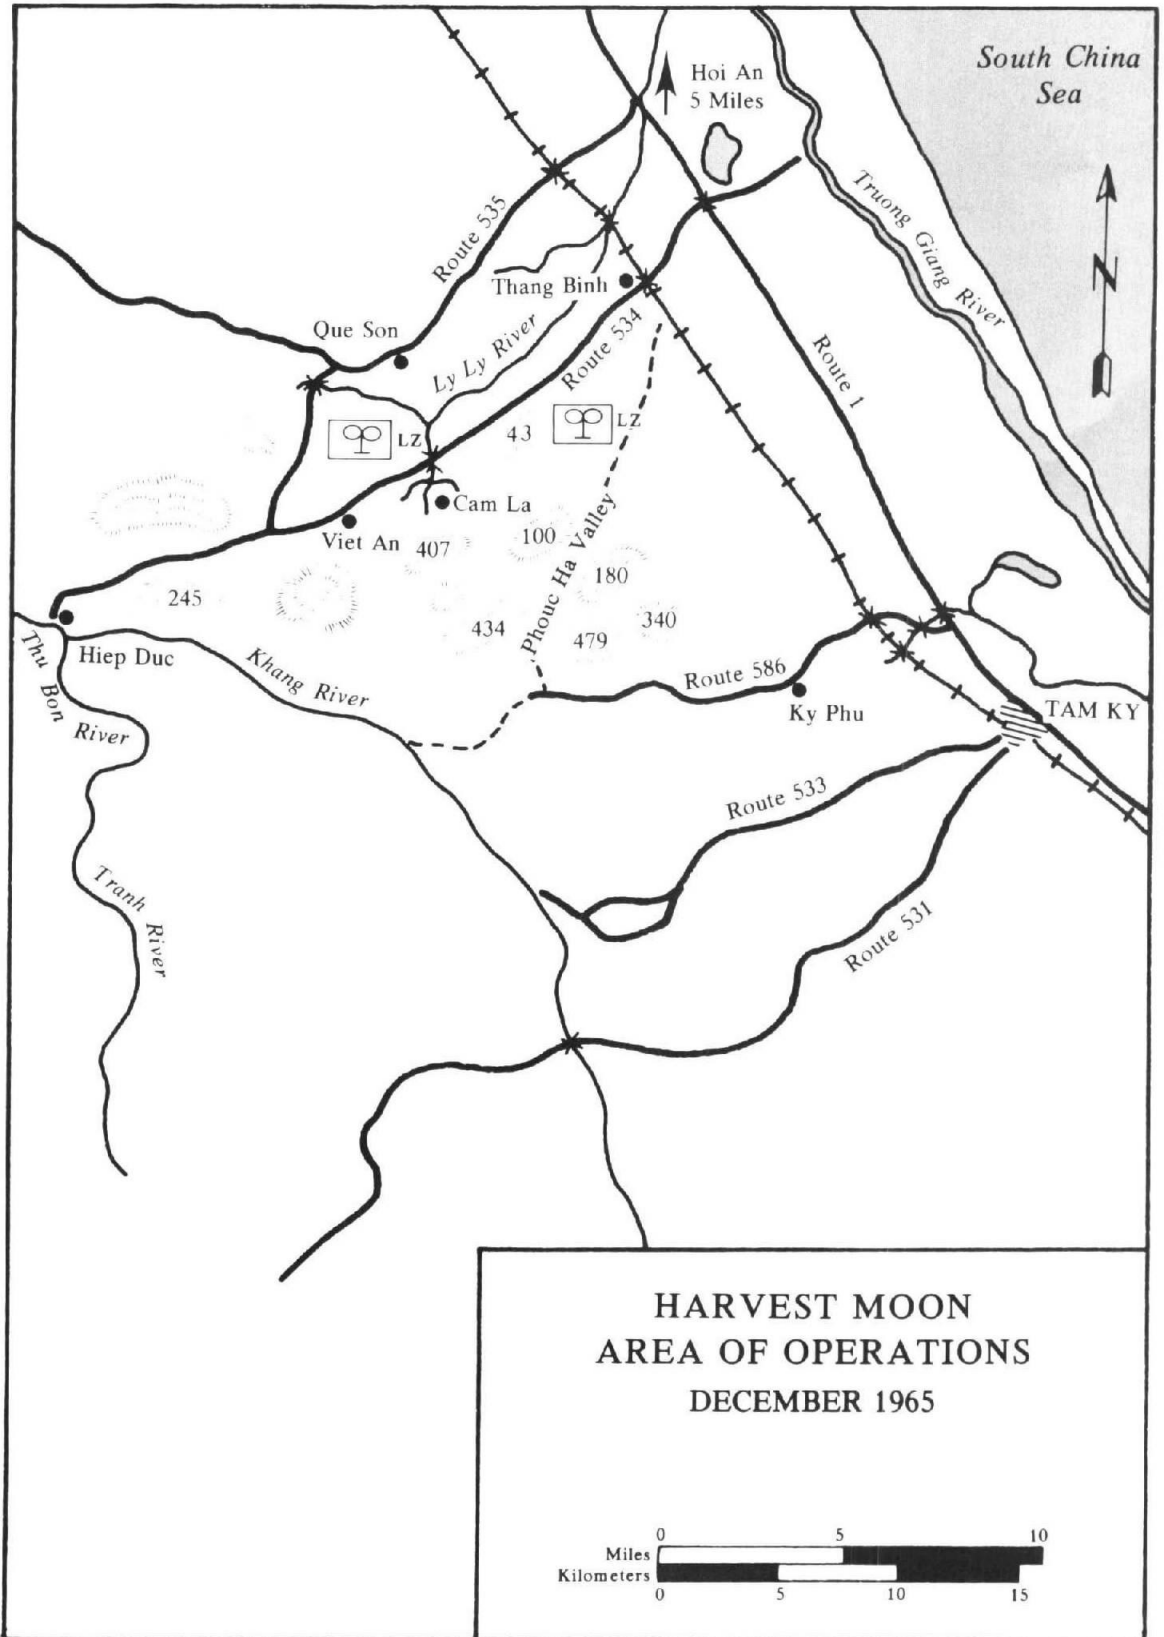 South China
Sea
Hoi An
5 Miles
Truong Giang River
N
Route 535
Thang Binh
Que Son
Ly Ly River
Route 534
Route 1
LZ
43
LZ
Cam La
Viet An
407
100
Phouc Ha Valley
180
245
434
479
340
Thu Bon River
Hiep Duc
Khang River
Route 586
Ky Phu
TAM KY
Route 533
Tranh River
Route 531
HARVEST MOON
AREA OF OPERATIONS
DECEMBER 1965
0 5 10
Miles
Kilometers
0 5 10 15